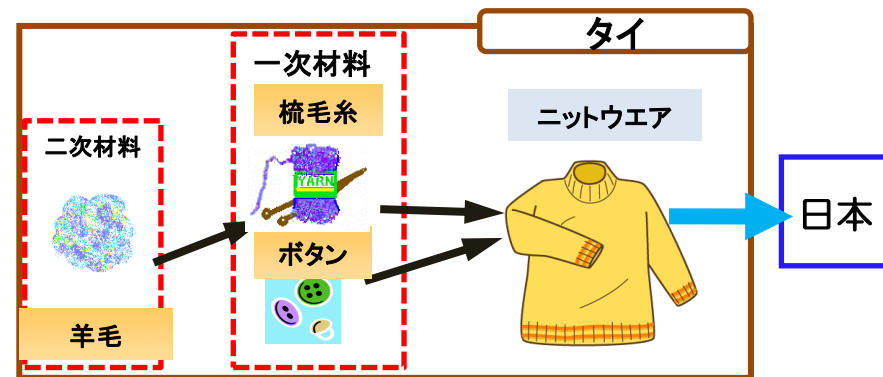 タイ
一次材料
梳毛糸
ニットウエア
二次材料
YARN
日本
ボタン
羊毛